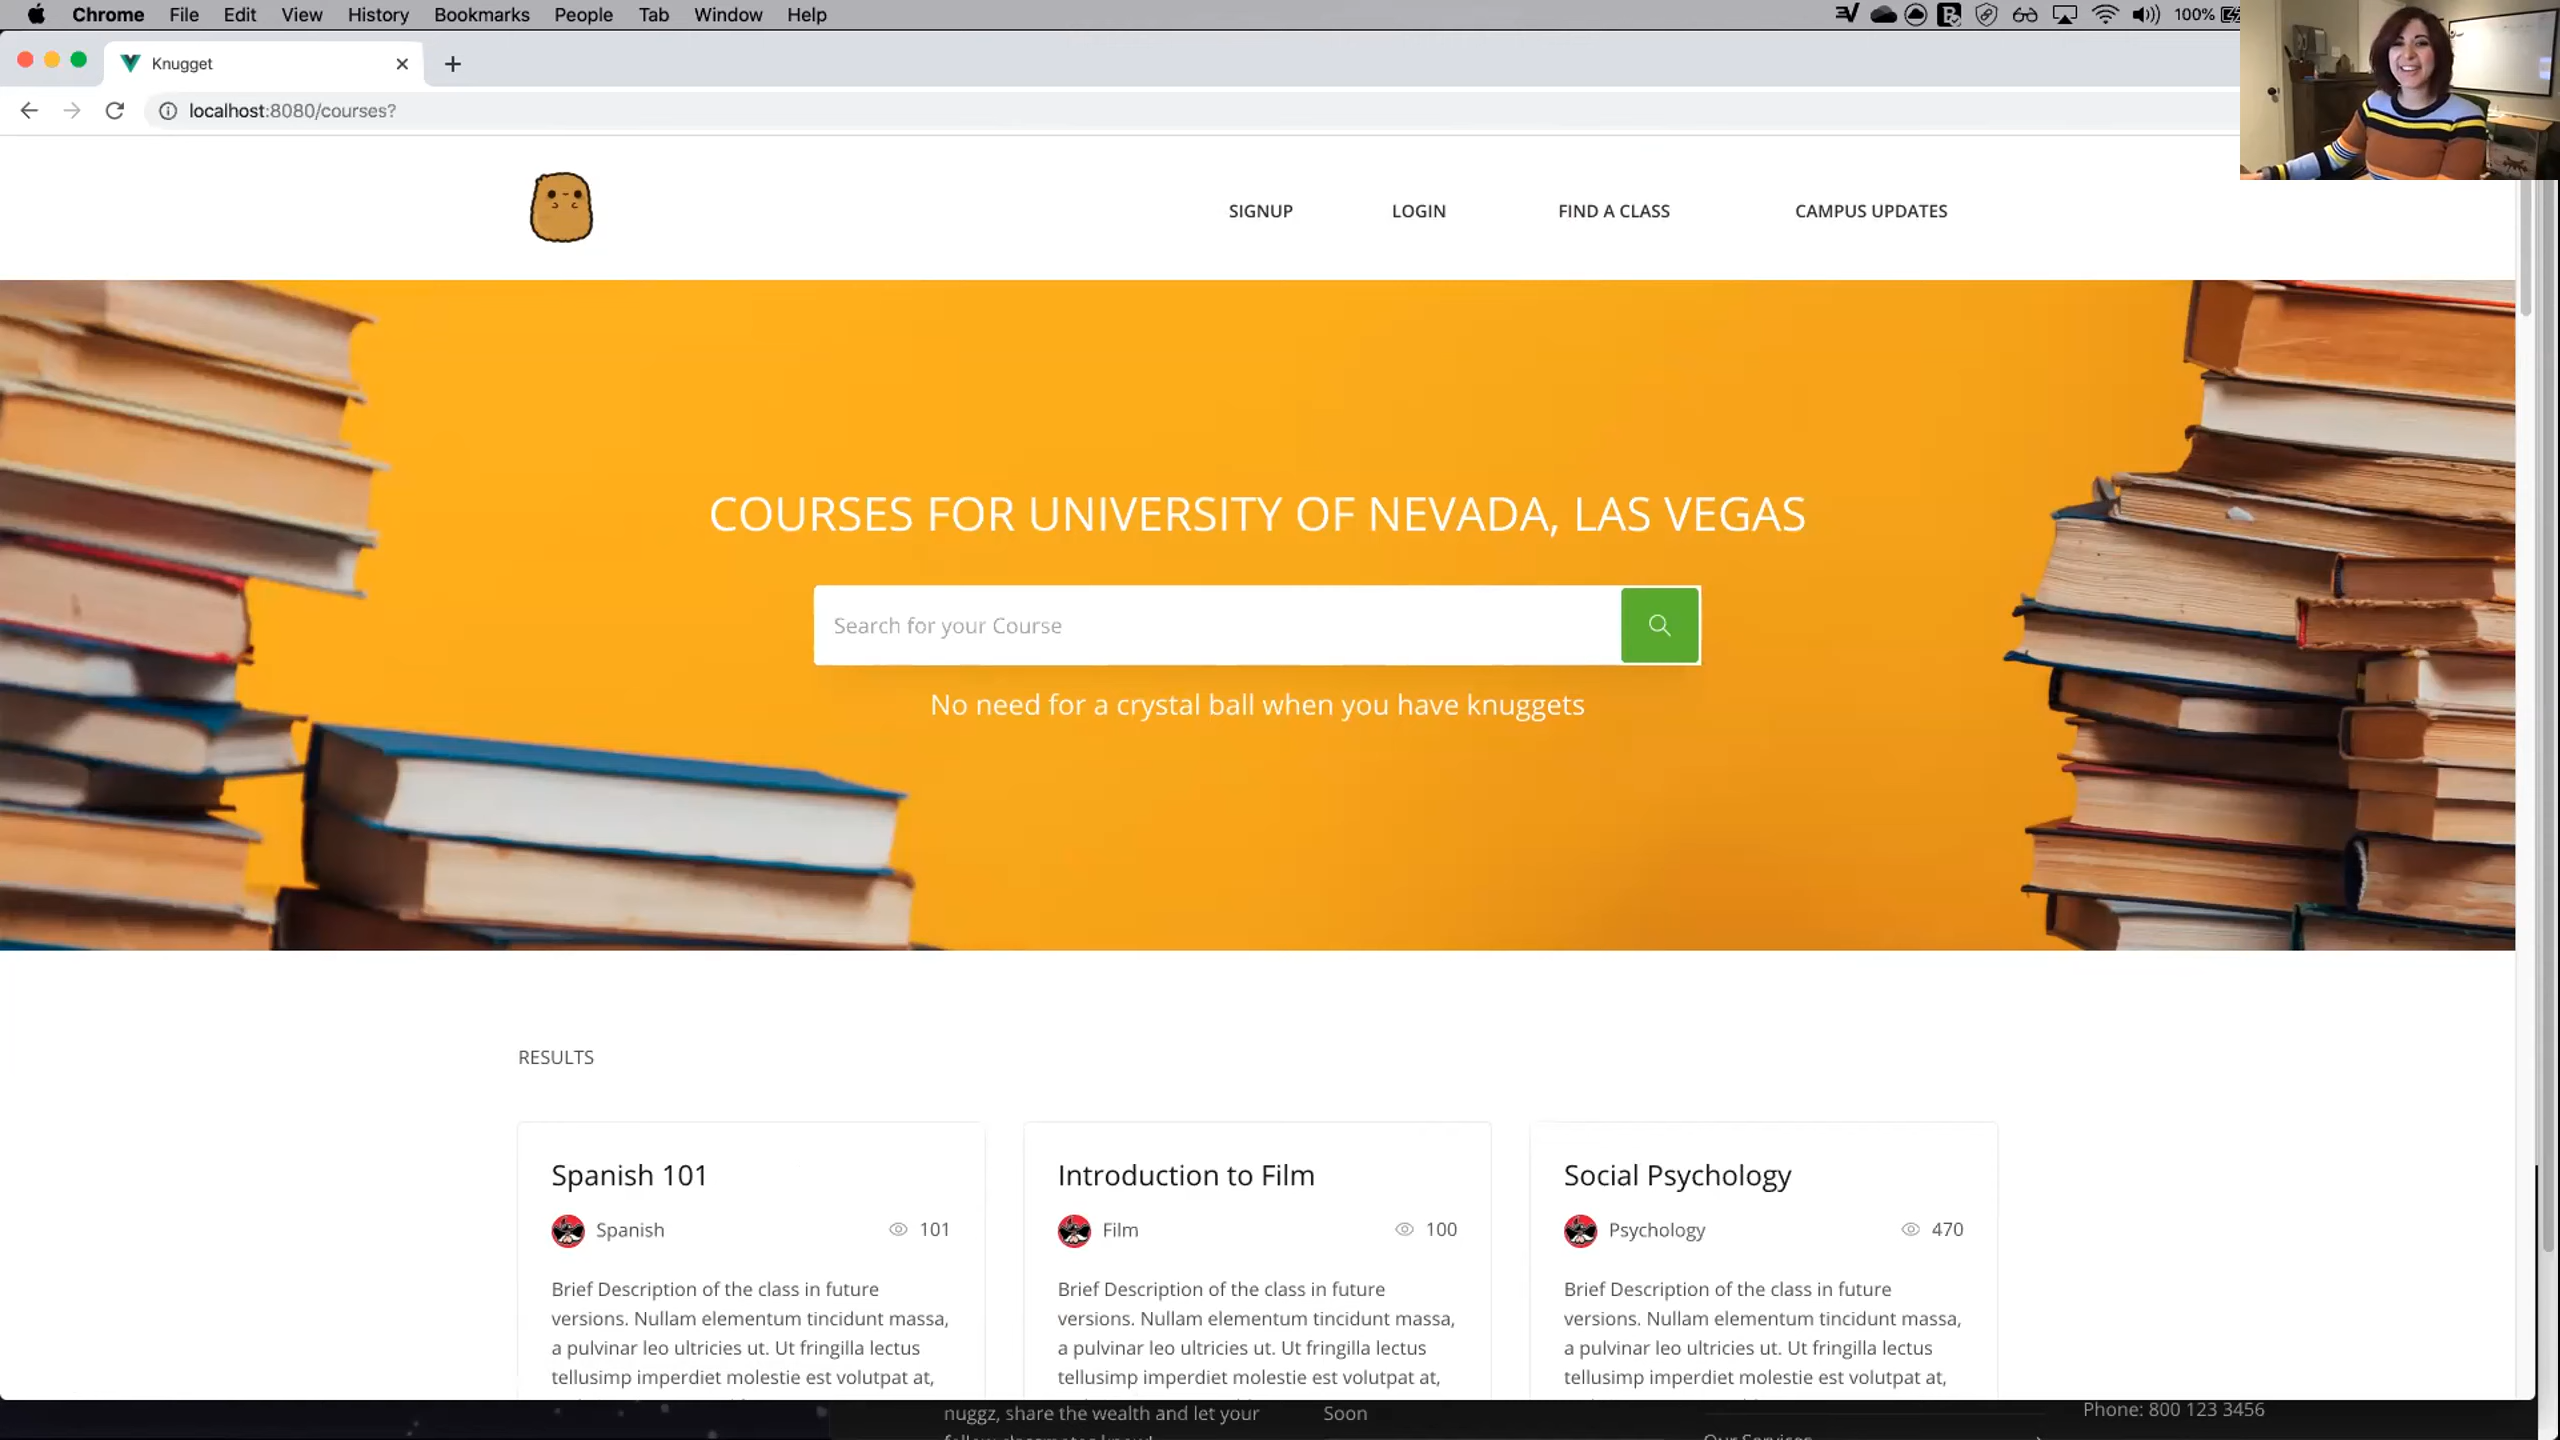 Chrome File Edit View History Bookmarks People Tab Window Help 100%
Knugget
localhost:8080/courses?
SIGNUP LOGIN FIND A CLASS CAMPUS UPDATES
COURSES FOR UNIVERSITY OF NEVADA, LAS VEGAS
Search for your Course
No need for a crystal ball when you have knuggets
RESULTS
Spanish 101
Spanish 101
Brief Description of the class in future
versions. Nullam elementum tincidunt massa,
a pulvinar leo ultricies ut. Ut fringilla lectus
tellusimp imperdiet molestie est volutpat at,
Introduction to Film
Film 100
Brief Description of the class in future
versions. Nullam elementum tincidunt massa,
a pulvinar leo ultricies ut. Ut fringilla lectus
tellusimp imperdiet molestie est volutpat at,
Social Psychology
Psychology 470
Brief Description of the class in future
versions. Nullam elementum tincidunt massa,
a pulvinar leo ultricies ut. Ut fringilla lectus
tellusimp imperdiet molestie est volutpat at,
nuggz, share the wealth and let your
Soon
Phone: 800 123 3456